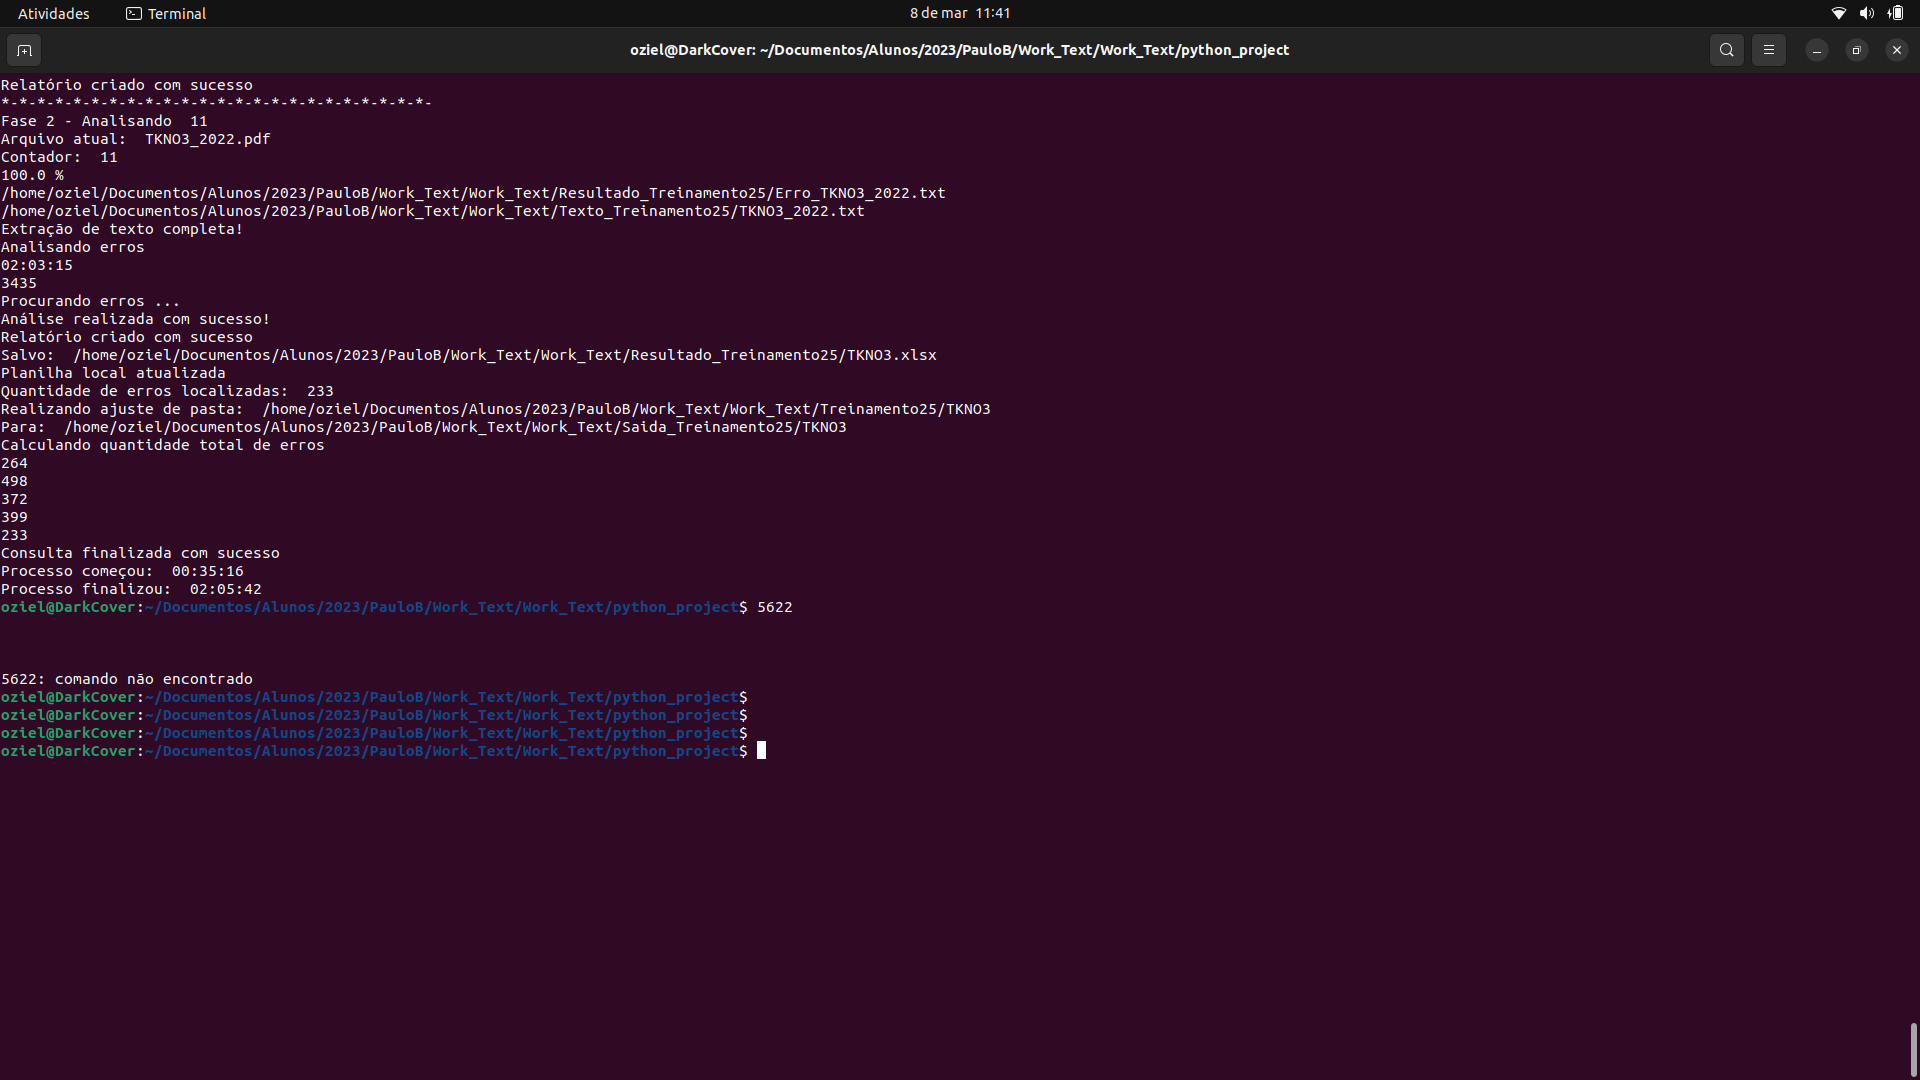 Atividades Terminal 8 de mar 11:41
oziel@DarkCover: ~/Documentos/Alunos/2023/PauloB/Work_Text/Work_Text/python_project
Relatório criado com sucesso
*-*-*-*-*-*-*-*-*-*-*-*-*-*-*-*-*-*-*-*-*-*-*-*-
Fase 2 - Analisando  11
Arquivo atual:  TKNO3_2022.pdf
Contador:  11
100.0 %
/home/oziel/Documentos/Alunos/2023/PauloB/Work_Text/Work_Text/Resultado_Treinamento25/Erro_TKNO3_2022.txt
/home/oziel/Documentos/Alunos/2023/PauloB/Work_Text/Work_Text/Texto_Treinamento25/TKNO3_2022.txt
Extração de texto completa!
Analisando erros
02:03:15
3435
Procurando erros ...
Análise realizada com sucesso!
Relatório criado com sucesso
Salvo:  /home/oziel/Documentos/Alunos/2023/PauloB/Work_Text/Work_Text/Resultado_Treinamento25/TKNO3.xlsx
Planilha local atualizada
Quantidade de erros localizadas:  233
Realizando ajuste de pasta:  /home/oziel/Documentos/Alunos/2023/PauloB/Work_Text/Work_Text/Treinamento25/TKNO3
Para:  /home/oziel/Documentos/Alunos/2023/PauloB/Work_Text/Work_Text/Saida_Treinamento25/TKNO3
Calculando quantidade total de erros
264
498
372
399
233
Consulta finalizada com sucesso
Processo começou:  00:35:16
Processo finalizou:  02:05:42
oziel@DarkCover:~/Documentos/Alunos/2023/PauloB/Work_Text/Work_Text/python_project$ 5622
5622: comando não encontrado
oziel@DarkCover:~/Documentos/Alunos/2023/PauloB/Work_Text/Work_Text/python_project$
oziel@DarkCover:~/Documentos/Alunos/2023/PauloB/Work_Text/Work_Text/python_project$
oziel@DarkCover:~/Documentos/Alunos/2023/PauloB/Work_Text/Work_Text/python_project$
oziel@DarkCover:~/Documentos/Alunos/2023/PauloB/Work_Text/Work_Text/python_project$